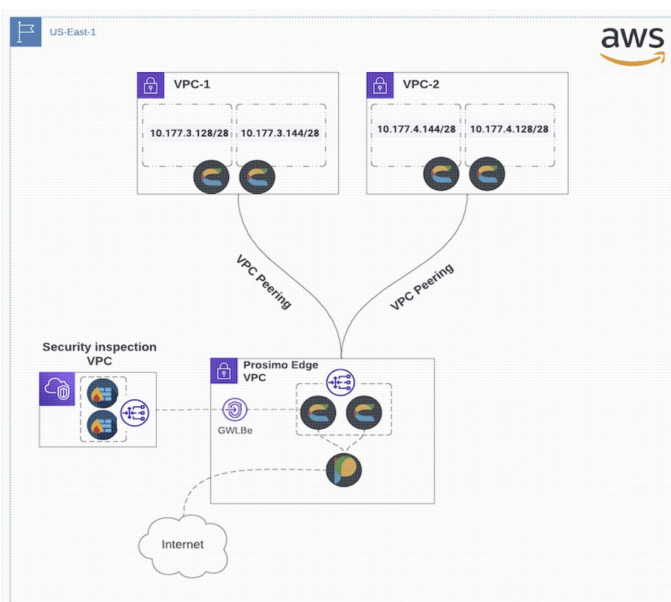 US-East-1
aws
VPC-1
VPC-2
10.177.3.128/28
10.177.3.144/28
10.177.4.144/28
10.177.4.128/28
VPC Peering
VPC Peering
Security inspection
VPC
Prosimo Edge
VPC
GWLBe
Internet